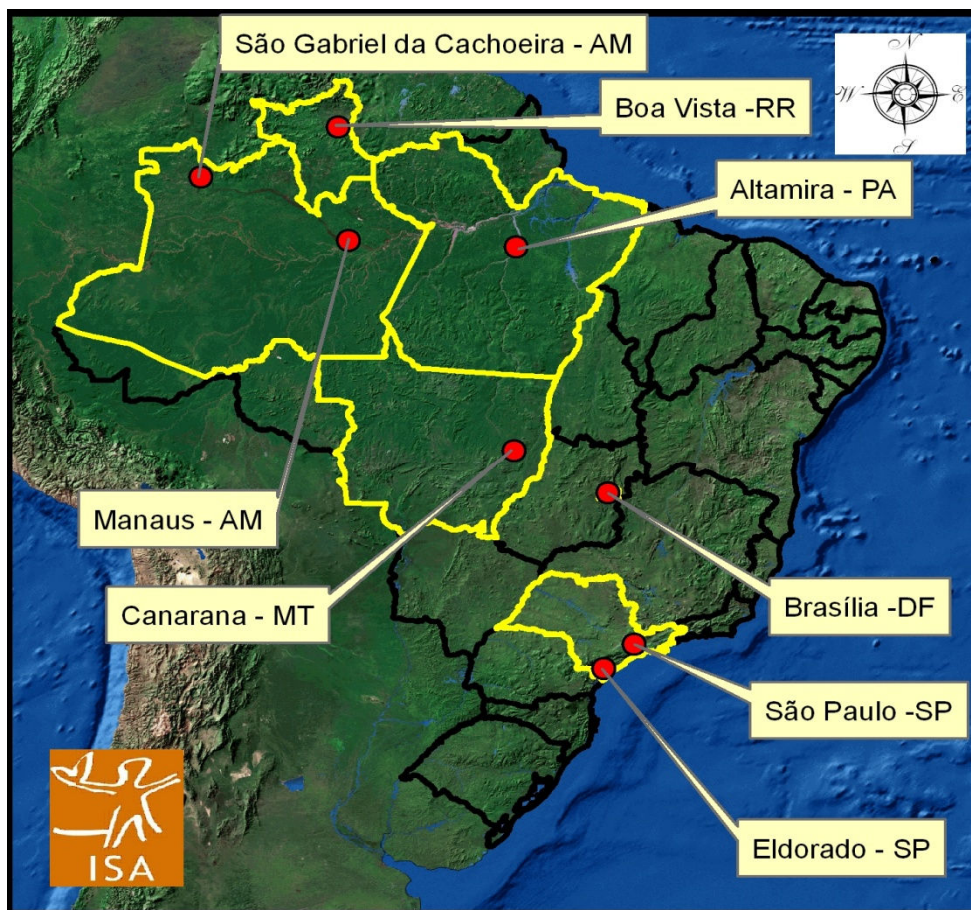 São Gabriel da Cachoeira - AM
N
W
E
S
Boa Vista -RR
Altamira - PA
Manaus - AM
Canarana - MT
Brasília -DF
São Paulo -SP
Eldorado - SP
ISA